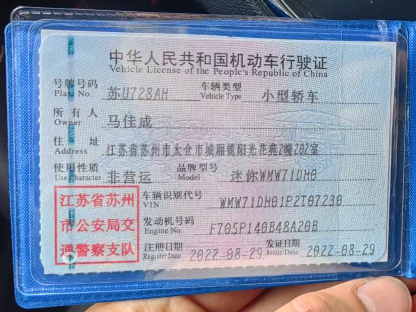 中华人民共和国机动车行驶证
Vehicle License of the People's Republic of China
号牌号码 苏U728AH 车辆类型 小型轿车
Plate No. Vehicle Type
所有人 马佳成
Owner
住址 江苏省苏州市太仓市城厢镇阳光花苑2幢202室
Address
使用性质 非营运 品牌型号 迷你WMW71DH0
Use Character Model
江苏省苏州市公安局交通警察支队
车辆识别代号 WMW71DH01P2T07230
VIN
发动机号码 F705P140B48A20B
Engine No.
注册日期 2022-08-29 发证日期 2022-08-29
Register Date Issue Date